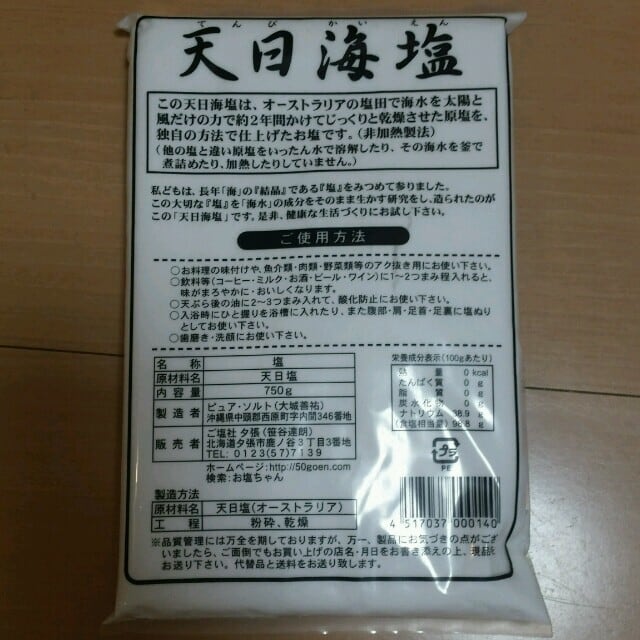 てんぴかいえん
天日海塩
この天日海塩は、オーストラリアの塩田で海水を太陽と
風だけの力で約2年間かけてじっくりと乾燥させた原塩を、
独自の方法で仕上げたお塩です。(非加熱製法)
(他の塩と違い原塩をいったん水で溶解したり、その海水を釜で
煮詰めたり、加熱したりしていません。)
私どもは、長年「海」の『結晶』である『塩』をみつめて参りました。
この大切な『塩』を「海水」の成分をそのまま生かす研究をし、造られたのが
この「天日海塩」です。是非、健康な生活づくりにお試し下さい。
ご使用方法
○お料理の味付けや、魚介類・肉類・野菜類等のアク抜き用にお使い下さい。
○飲料等(コーヒー・ミルク・お酒・ビール・ワイン)に1〜2つまみ程入れると、
味がまろやかに・おいしくなります。
○天ぷら後の油に2〜3つまみ入れて、酸化防止にお使い下さい。
○入浴時にひと握りを浴槽に入れたり、また腹部・肩・足首・足裏に塩ぬり
としてお使い下さい。
○歯磨き・洗顔にお使い下さい。
名称 塩
原材料名 天日塩
内容量 750g
製造者 ピュア・ソルト(大城善祐)
沖縄県中頭郡西原町字内間346番地
販売者 ご塩社 夕張(笹谷達朗)
北海道夕張市鹿ノ谷3丁目3番地
TEL: 0123(57)7139
ホームページ:http://50goen.com
検索:お塩ちゃん
栄養成分表示(100gあたり)
熱量 0 kcal
たんぱく質 0 g
脂質 0 g
炭水化物 0 g
ナトリウム 38.9 g
(食塩相当量) 98.8 g
プラ
PE
製造方法
原材料名 天日塩(オーストラリア)
工程 粉砕、乾燥
4 517037 000140
※品質管理には万全を期しておりますが、万一、製品にお気づきの点がござ
いましたら、ご面倒でもお買い上げの店名・月日をお書き添えの上、現品を
お送り下さい。代替品と送料をお送り致します。